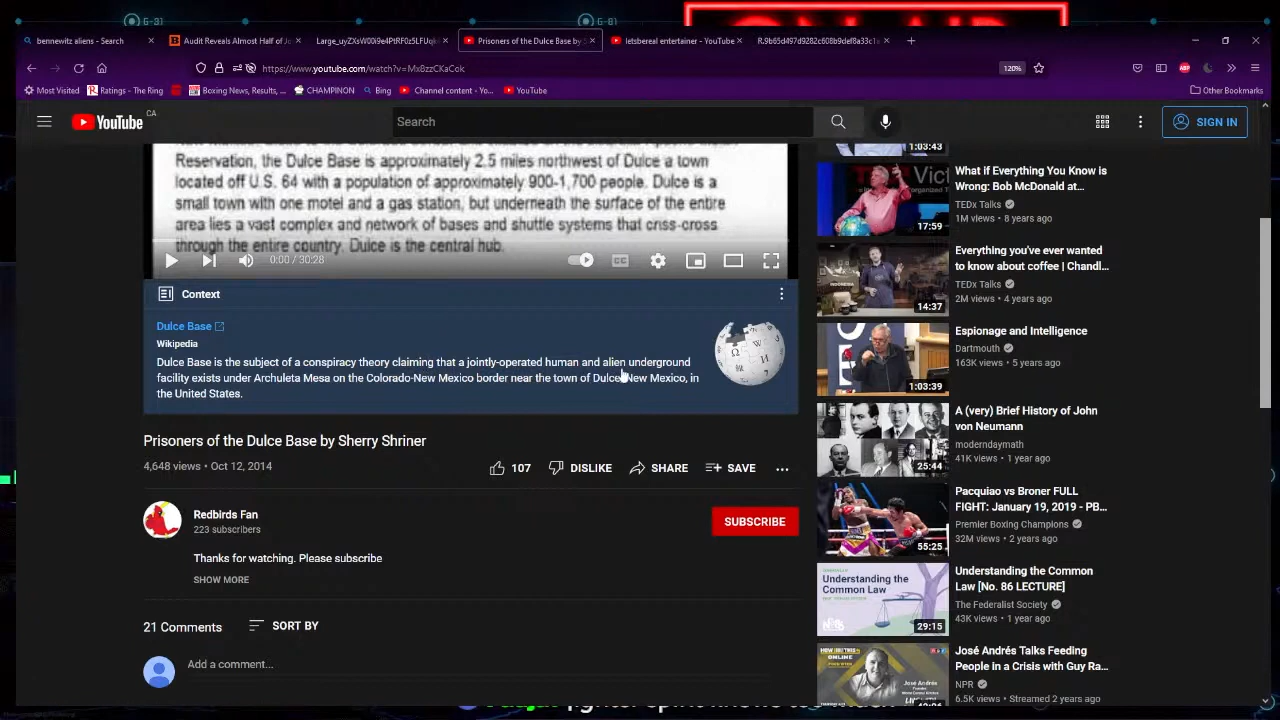 bennewitz aliens - Search
Audit Reveals Almost Half of J
Large_uyZXsW00i9e4PtRF0z5LFUqk
Prisoners of the Dulce Base by S
letsbereal entertainer - YouTube
https://www.youtube.com/watch?v=Mx8zzCKaCok
120%
ABP
Most Visited
Ratings - The Ring
Boxing News, Results, ...
CHAMPINON
Bing
Channel content - Yo...
YouTube
Other Bookmarks
YouTube CA
Search
SIGN IN
Reservation, the Dulce Base is approximately 2.5 miles northwest of Dulce a town
located off U.S. 64 with a population of approximately 900-1,700 people. Dulce is a
small town with one motel and a gas station, but underneath the surface of the entire
area lies a vast complex and network of bases and shuttle systems that criss-cross
through the entire country. Dulce is the central hub.
0:00 / 30:28
CC
Context
Dulce Base
Wikipedia
Dulce Base is the subject of conspiracy theory claiming that a jointly-operated human and alien underground
facility exists under Archuleta Mesa on the Colorado-New Mexico border near the town of Dulce, New Mexico, in
the United States.
Prisoners of the Dulce Base by Sherry Shriner
4,648 views • Oct 12, 2014
107
DISLIKE
SHARE
SAVE
Redbirds Fan
223 subscribers
SUBSCRIBE
Thanks for watching. Please subscribe
SHOW MORE
21 Comments
SORT BY
Add a comment...
1:03:43
What if Everything You Know is
Wrong: Bob McDonald at...
TEDx Talks
1M views • 8 years ago
17:59
Everything you've ever wanted
to know about coffee | Chandl...
TEDx Talks
2M views • 4 years ago
14:37
Espionage and Intelligence
Dartmouth
163K views • 5 years ago
1:03:39
A (very) Brief History of John
von Neumann
moderndaymath
41K views • 1 year ago
25:44
Pacquiao vs Broner FULL
FIGHT: January 19, 2019 - PB...
Premier Boxing Champions
32M views • 2 years ago
55:25
Understanding the
Common Law
Understanding the Common
Law [No. 86 LECTURE]
The Federalist Society
43K views • 1 year ago
29:15
José Andrés Talks Feeding
People in a Crisis with Guy Ra...
NPR
6.5K views • Streamed 2 years ago
José Andrés